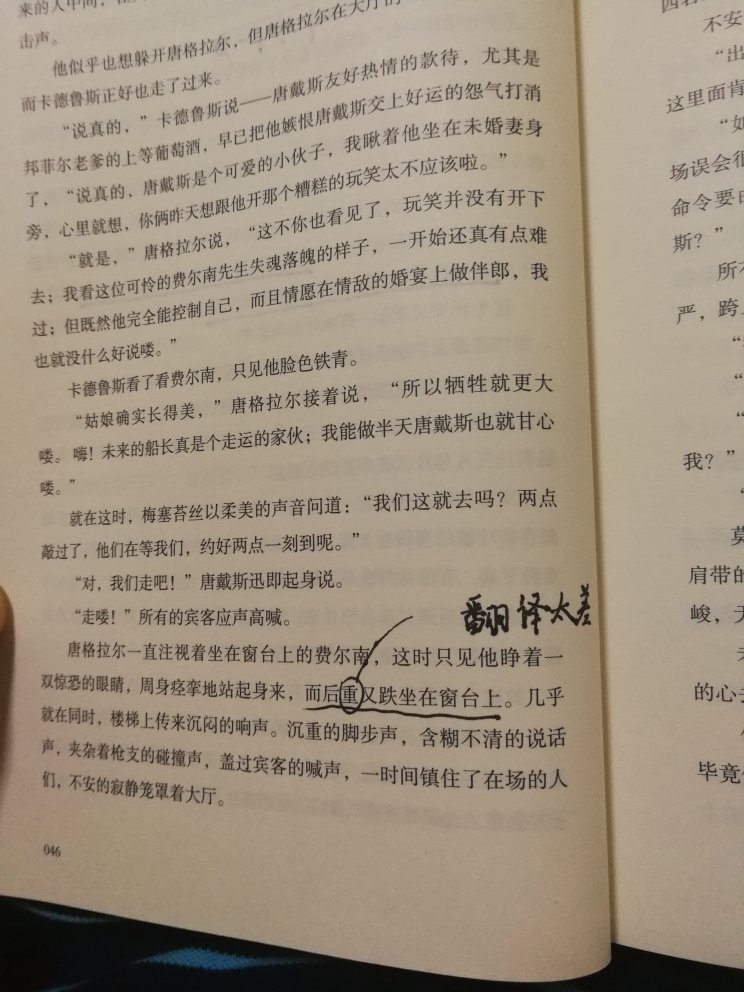 来的人中间，在
击声。
他似乎也想躲开唐格拉尔，但唐格拉尔在大厅的
而卡德鲁斯正好也走了过来。
“说真的，”卡德鲁斯说——唐戴斯友好热情的款待，尤其是
邦菲尔老爹的上等葡萄酒，早已把他嫉恨唐戴斯交上好运的怨气打消
了，“说真的，唐戴斯是个可爱的小伙子，我瞅着他坐在未婚妻身
旁，心里就想，你俩昨天想跟他开那个糟糕的玩笑太不应该啦。”
“就是，”唐格拉尔说，“这不你也看见了，玩笑并没有开下
去；我看这位可怜的费尔南先生失魂落魄的样子，一开始还真有点难
过；但既然他完全能控制自己，而且情愿在情敌的婚宴上做伴郎，我
也就没什么好说喽。”
卡德鲁斯看了看费尔南，只见他脸色铁青。
“姑娘确实长得美，”唐格拉尔接着说，“所以牺牲就更大
喽。嗨！未来的船长真是个走运的家伙；我能做半天唐戴斯也就甘心
喽。”
就在这时，梅塞苔丝以柔美的声音问道：“我们这就去吗？两点
敲过了，他们在等我们，约好两点一刻到呢。”
“对，我们走吧！”唐戴斯迅即起身说。
“走喽！”所有的宾客应声高喊。
翻译太差
唐格拉尔一直注视着坐在窗台上的费尔南，这时只见他睁着一
双惊恐的眼睛，周身痉挛地站起身来，而后重又跌坐在窗台上。几乎
就在同时，楼梯上传来沉闷的响声。沉重的脚步声，含糊不清的说话
声，夹杂着枪支的碰撞声，盖过宾客的喊声，一时间镇住了在场的人
们，不安的寂静笼罩着大厅。
046
不安
“出
这里面肯
“如
场误会很
命令要由
斯？”
所有
严，跨上
我？”
莫
肩带的
峻，无
的心去
毕竟